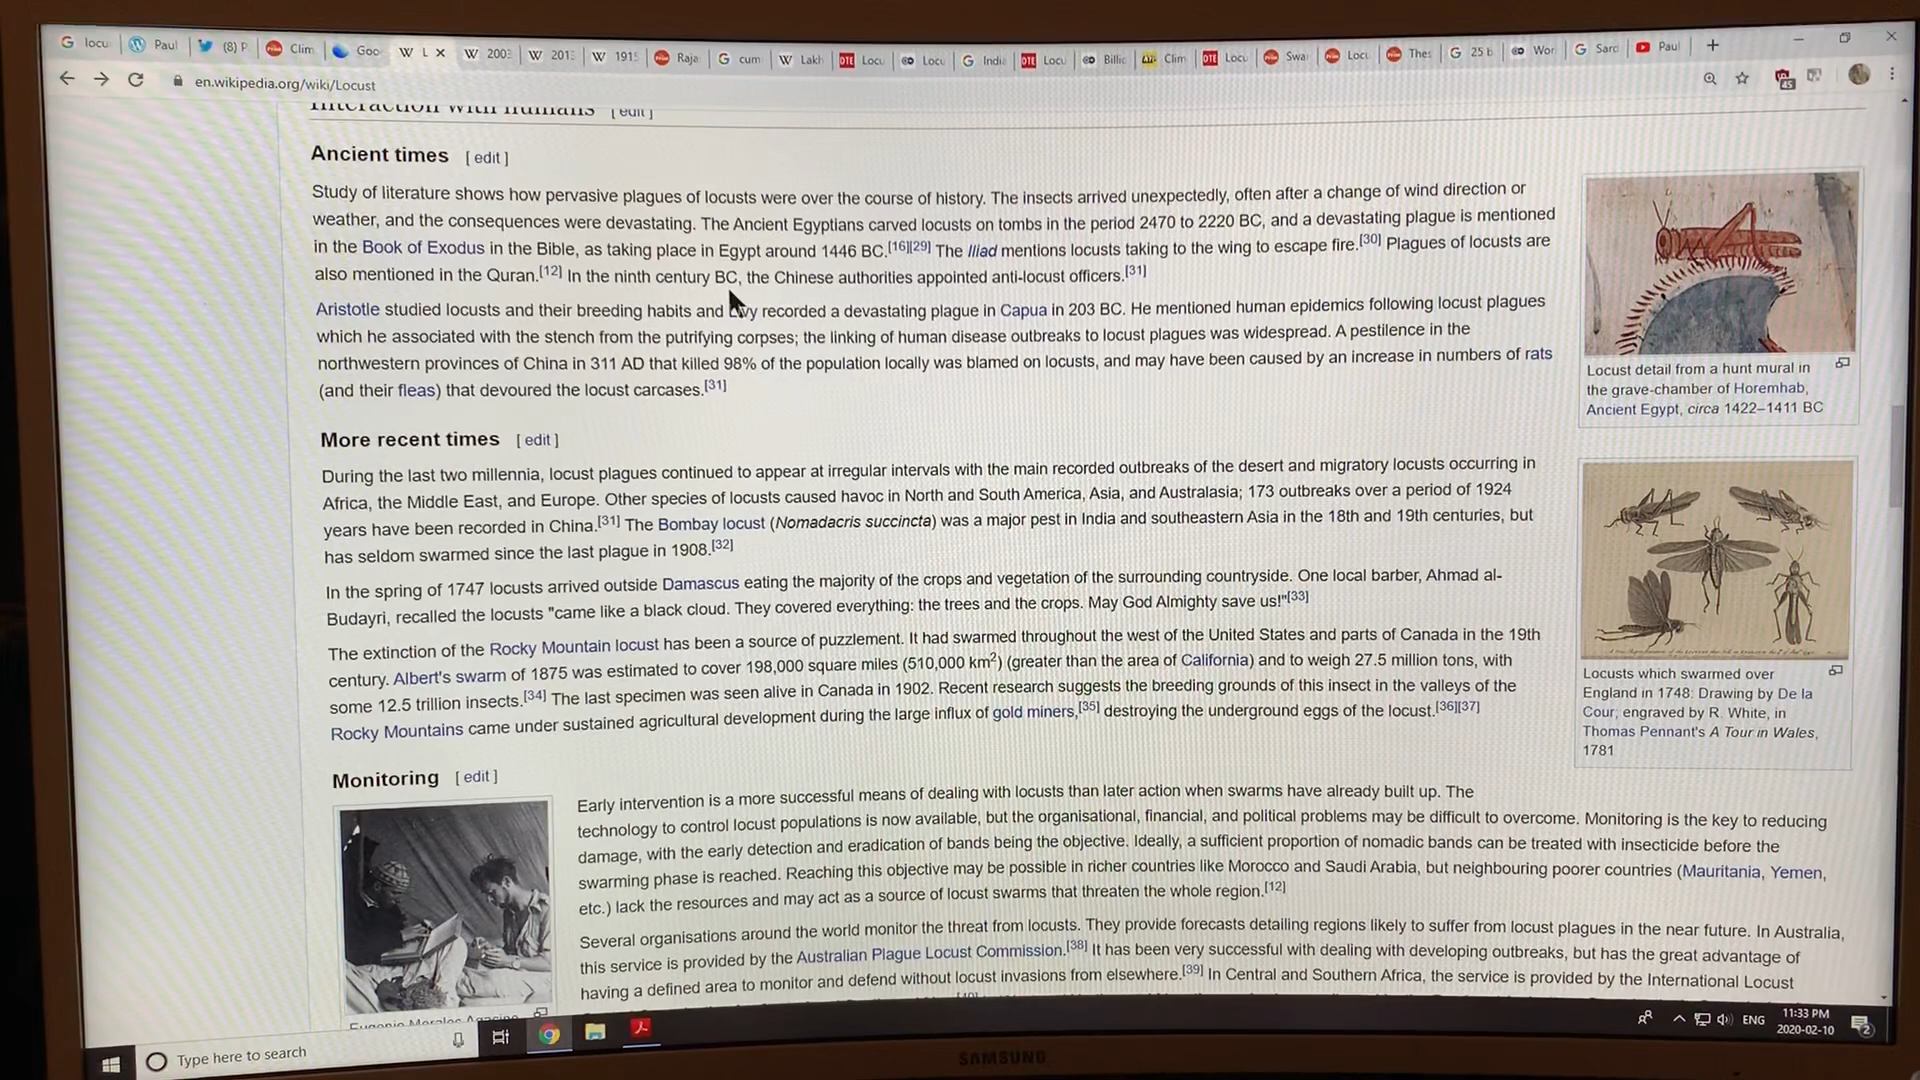 locu
Paul
(8) P
Clim
Goo
L
200
201
1915
Raja
cum
Lakh
Locu
Locu
India
Locu
Billic
Clim
Locu
Swa
Locu
Thes
25 b
Wor
Sard
Paul
en.wikipedia.org/wiki/Locust
45
Interaction with humans [ edit ]
Ancient times [ edit ]
Study of literature shows how pervasive plagues of locusts were over the course of history. The insects arrived unexpectedly, often after a change of wind direction or
weather, and the consequences were devastating. The Ancient Egyptians carved locusts on tombs in the period 2470 to 2220 BC, and a devastating plague is mentioned
in the Book of Exodus in the Bible, as taking place in Egypt around 1446 BC.[16][29] The Iliad mentions locusts taking to the wing to escape fire.[30] Plagues of locusts are
also mentioned in the Quran.[12] In the ninth century BC, the Chinese authorities appointed anti-locust officers.[31]
Aristotle studied locusts and their breeding habits and Livy recorded a devastating plague in Capua in 203 BC. He mentioned human epidemics following locust plagues
which he associated with the stench from the putrifying corpses; the linking of human disease outbreaks to locust plagues was widespread. A pestilence in the
northwestern provinces of China in 311 AD that killed 98% of the population locally was blamed on locusts, and may have been caused by an increase in numbers of rats
(and their fleas) that devoured the locust carcases.[31]
Locust detail from a hunt mural in
the grave-chamber of Horemhab,
Ancient Egypt, circa 1422–1411 BC
More recent times [ edit ]
During the last two millennia, locust plagues continued to appear at irregular intervals with the main recorded outbreaks of the desert and migratory locusts occurring in
Africa, the Middle East, and Europe. Other species of locusts caused havoc in North and South America, Asia, and Australasia; 173 outbreaks over a period of 1924
years have been recorded in China.[31] The Bombay locust (Nomadacris succincta) was a major pest in India and southeastern Asia in the 18th and 19th centuries, but
has seldom swarmed since the last plague in 1908.[32]
In the spring of 1747 locusts arrived outside Damascus eating the majority of the crops and vegetation of the surrounding countryside. One local barber, Ahmad al-
Budayri, recalled the locusts "came like a black cloud. They covered everything: the trees and the crops. May God Almighty save us!"[33]
The extinction of the Rocky Mountain locust has been a source of puzzlement. It had swarmed throughout the west of the United States and parts of Canada in the 19th
century. Albert's swarm of 1875 was estimated to cover 198,000 square miles (510,000 km2) (greater than the area of California) and to weigh 27.5 million tons, with
some 12.5 trillion insects.[34] The last specimen was seen alive in Canada in 1902. Recent research suggests the breeding grounds of this insect in the valleys of the
Rocky Mountains came under sustained agricultural development during the large influx of gold miners,[35] destroying the underground eggs of the locust.[36][37]
Locusts which swarmed over
England in 1748: Drawing by De la
Cour; engraved by R. White, in
Thomas Pennant's A Tour in Wales,
1781
Monitoring [ edit ]
Early intervention is a more successful means of dealing with locusts than later action when swarms have already built up. The
technology to control locust populations is now available, but the organisational, financial, and political problems may be difficult to overcome. Monitoring is the key to reducing
damage, with the early detection and eradication of bands being the objective. Ideally, a sufficient proportion of nomadic bands can be treated with insecticide before the
swarming phase is reached. Reaching this objective may be possible in richer countries like Morocco and Saudi Arabia, but neighbouring poorer countries (Mauritania, Yemen,
etc.) lack the resources and may act as a source of locust swarms that threaten the whole region.[12]
Several organisations around the world monitor the threat from locusts. They provide forecasts detailing regions likely to suffer from locust plagues in the near future. In Australia,
this service is provided by the Australian Plague Locust Commission.[38] It has been very successful with dealing with developing outbreaks, but has the great advantage of
having a defined area to monitor and defend without locust invasions from elsewhere.[39] In Central and Southern Africa, the service is provided by the International Locust
Type here to search
ENG
11:33 PM
2020-02-10
2
SAMSUNG